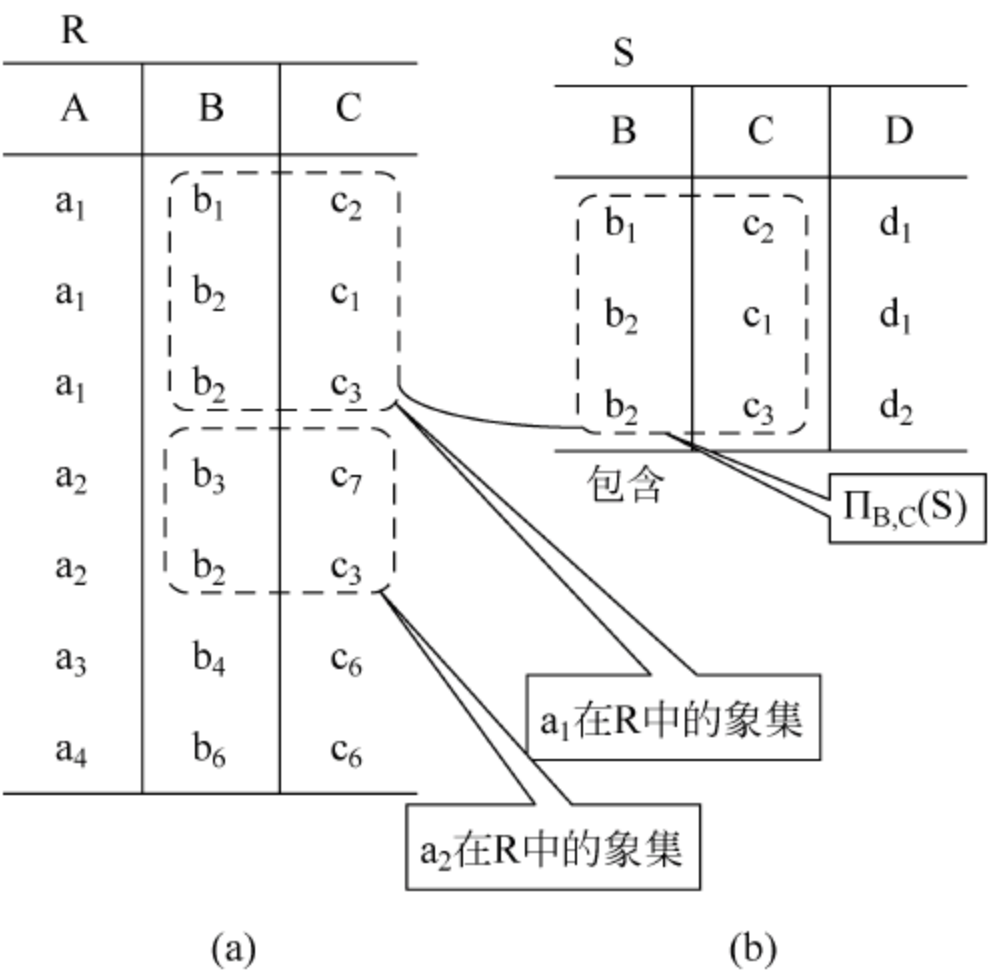 R
A B C
a₁ b₁ c₂
a₁ b₂ c₁
a₁ b₂ c₃
a₂ b₃ c₇
a₂ b₂ c₃
a₃ b₄ c₆
a₄ b₆ c₆
S
B C D
b₁ c₂ d₁
b₂ c₁ d₁
b₂ c₃ d₂
包含
Π_B,C(S)
a₁在R中的象集
a₂在R中的象集
(a)
(b)